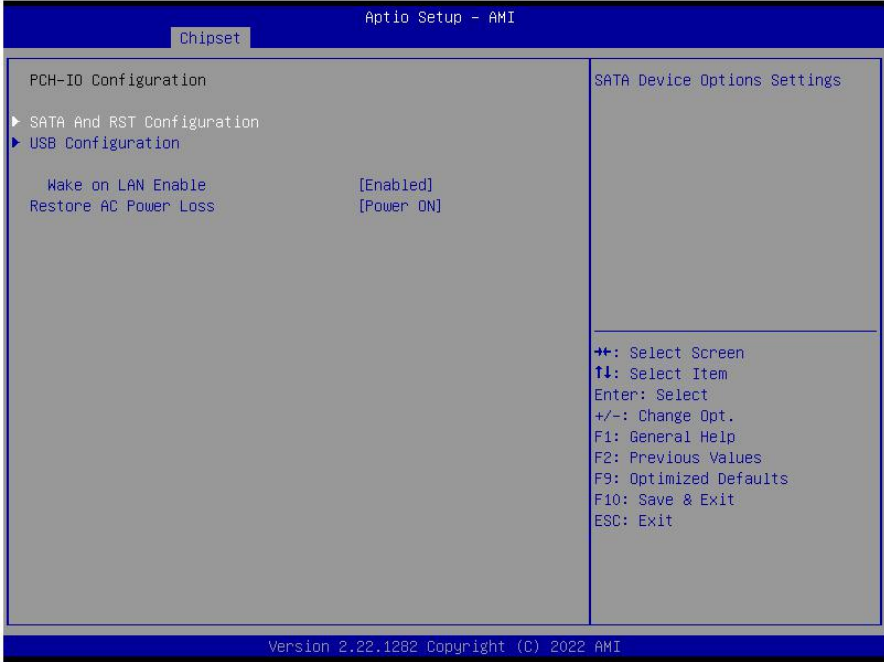 Aptio Setup – AMI
Chipset
PCH-IO Configuration
SATA And RST Configuration
USB Configuration
Wake on LAN Enable [Enabled]
Restore AC Power Loss [Power ON]
SATA Device Options Settings
→←: Select Screen
↑↓: Select Item
Enter: Select
+/-: Change Opt.
F1: General Help
F2: Previous Values
F9: Optimized Defaults
F10: Save & Exit
ESC: Exit
Version 2.22.1282 Copyright (C) 2022 AMI